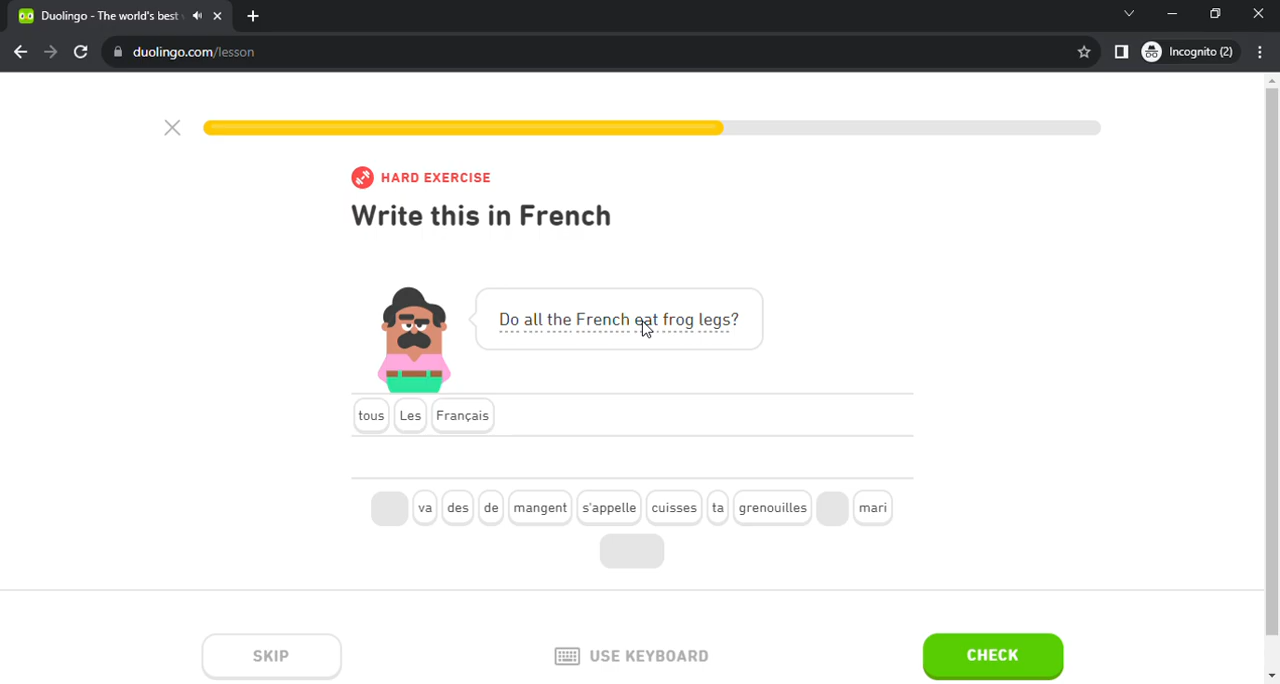 Duolingo - The world's best
duolingo.com/lesson
Incognito (2)
HARD EXERCISE
Write this in French
Do all the French eat frog legs?
tous Les Français
va des de mangent s'appelle cuisses ta grenouilles mari
SKIP
USE KEYBOARD
CHECK